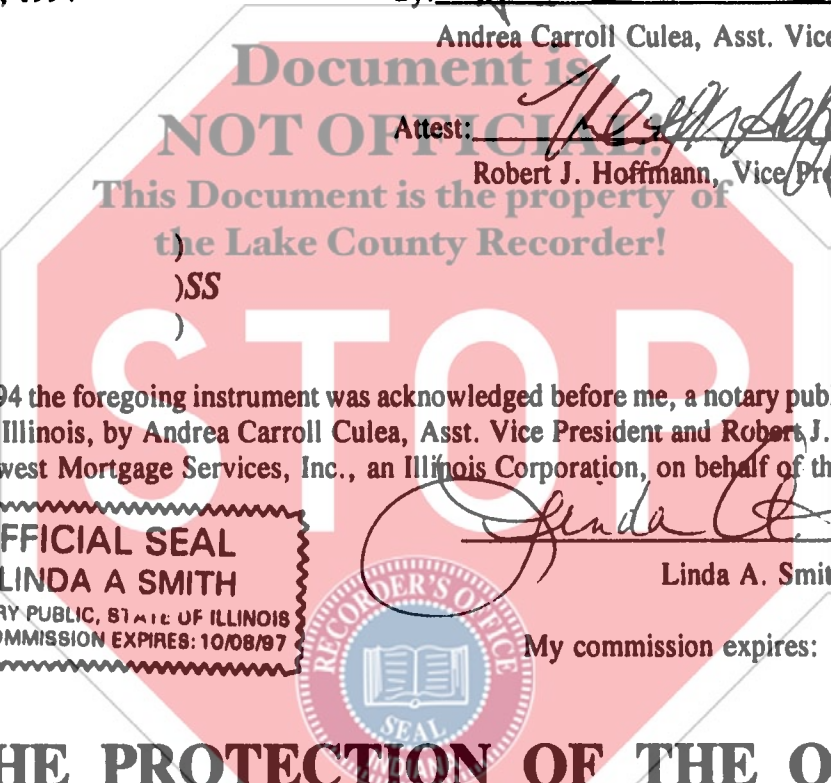 Andrea Carroll Culea, Asst. Vice
Document is
NOT OFFICIAL!
Attest:
Robert J. Hoffmann, Vice Pre
This Document is the property of
the Lake County Recorder!
)
)SS
)
STOP
94 the foregoing instrument was acknowledged before me, a notary pub
Illinois, by Andrea Carroll Culea, Asst. Vice President and Robert J.
west Mortgage Services, Inc., an Illinois Corporation, on behalf of th
FFICIAL SEAL
LINDA A SMITH
RY PUBLIC, STATE OF ILLINOIS
MMISSION EXPIRES: 10/08/97
Linda A.
Linda A. Smit
My commission expires:
RECORDER'S OFFICE
SEAL
INDIANA
HE PROTECTION OF THE O